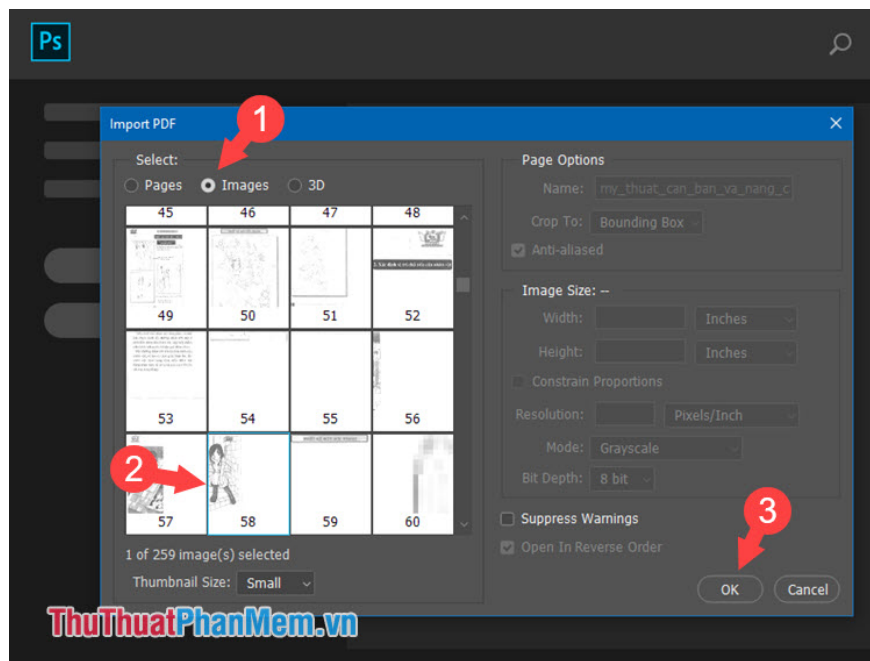 Ps
Import PDF
1
Select:
Pages Images 3D
45 46 47 48
49 50 51 52
53 54 55 56
2
57 58 59 60
1 of 259 image(s) selected
Thumbnail Size: Small
Page Options
Name: my_thuat_can_ban_va_nang_c
Crop To: Bounding Box
Anti-aliased
Image Size: --
Width: Inches
Height: Inches
Constrain Proportions
Resolution: Pixels/Inch
Mode: Grayscale
Bit Depth: 8 bit
Suppress Warnings
3
Open In Reverse Order
OK Cancel
ThuThuatPhanMem.vn